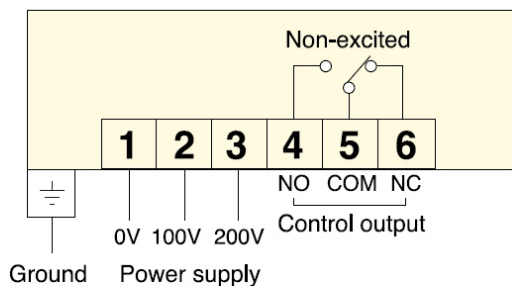 Non-excited
1 2 3 4 5 6
NO COM NC
0V 100V 200V Control output
Ground Power supply